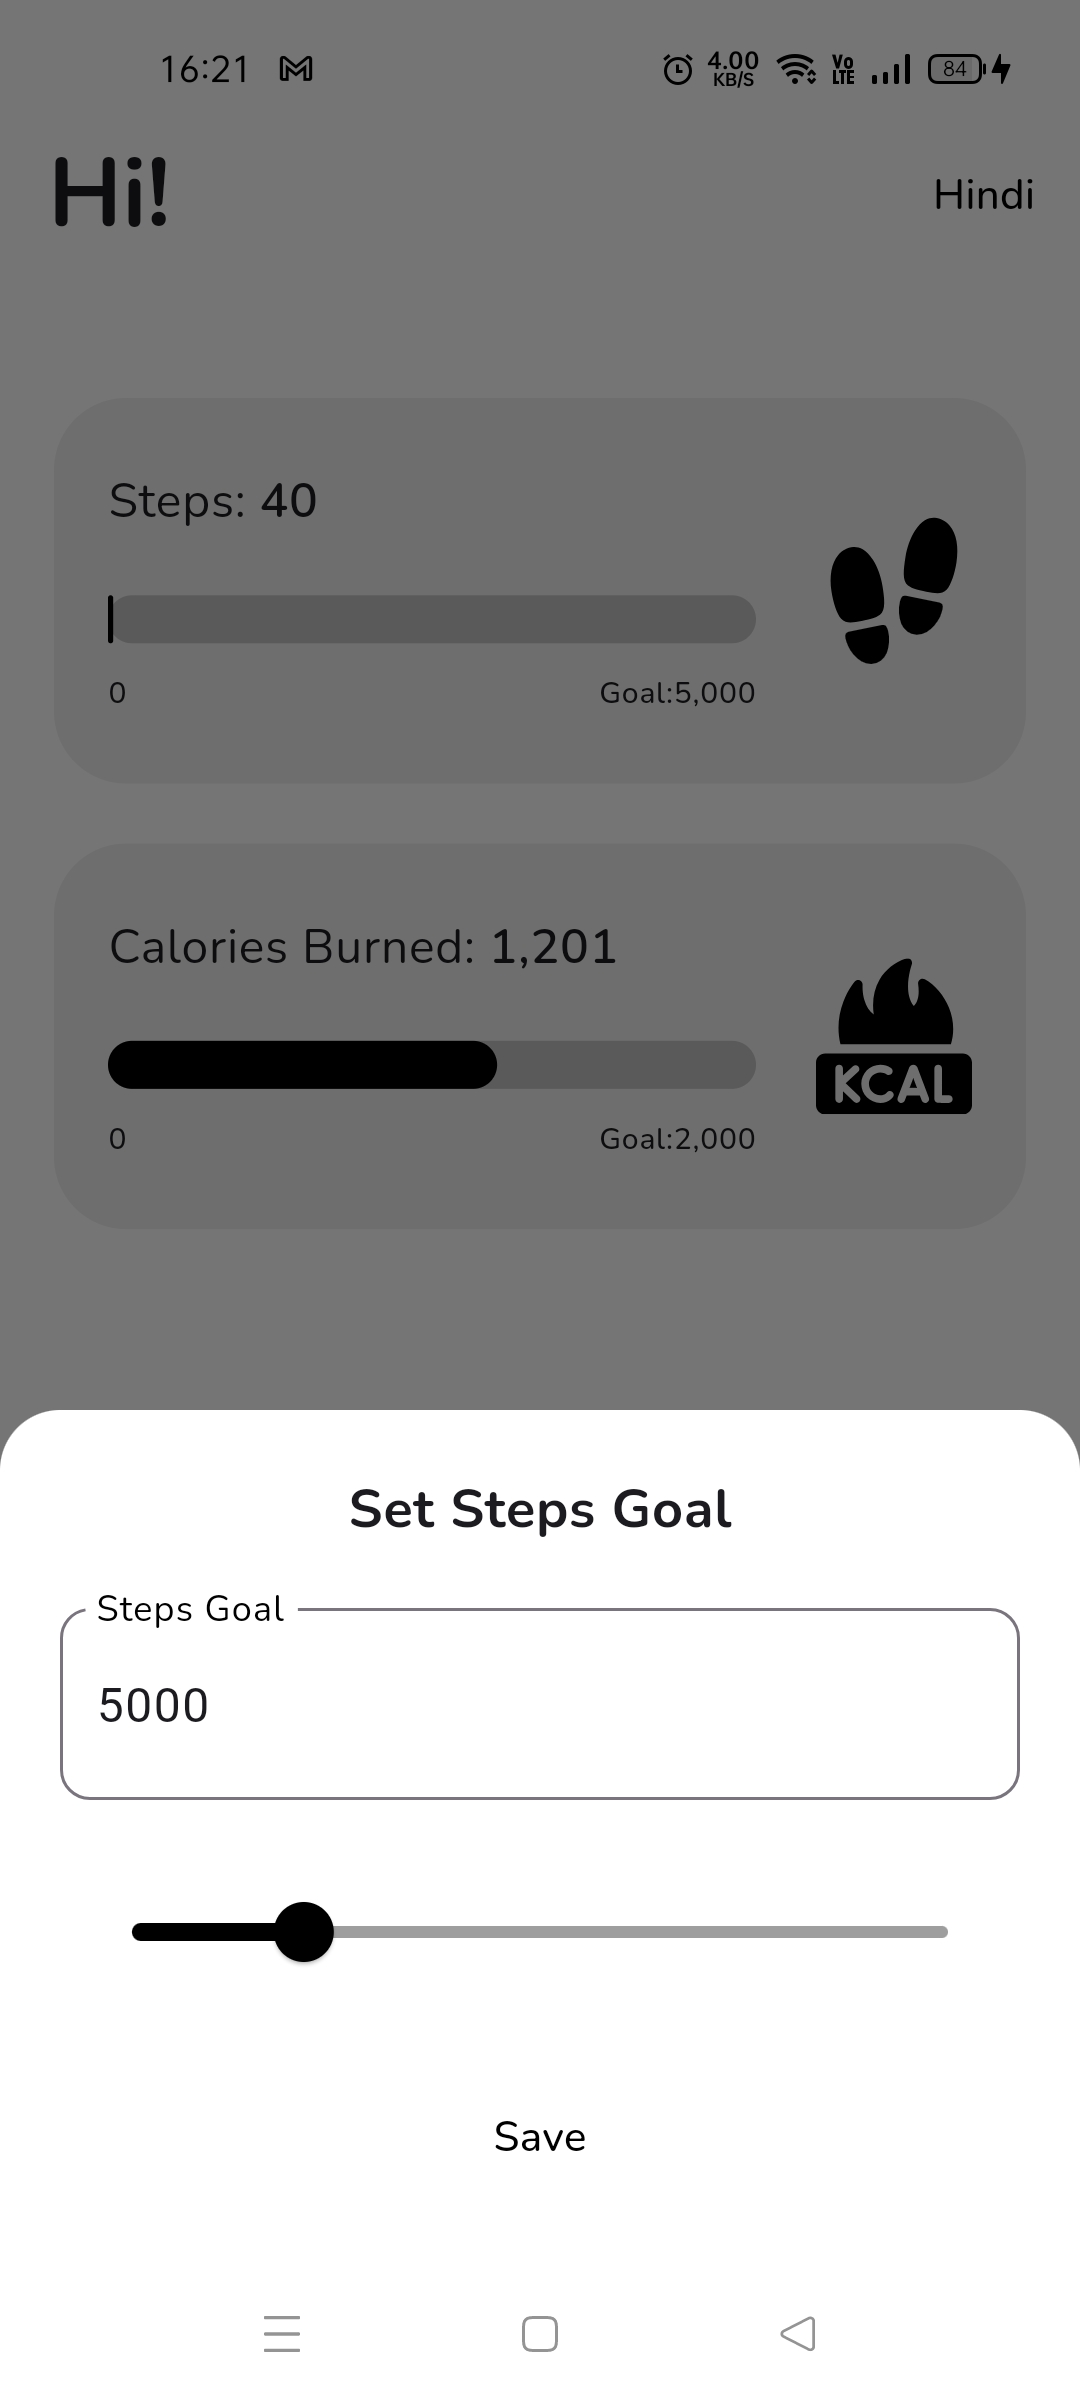 16:21 4.00 KB/S Vo LTE 84
Hi! Hindi
Steps: 40
0 Goal:5,000
Calories Burned: 1,201
KCAL
0 Goal:2,000
Set Steps Goal
Steps Goal
5000
Save